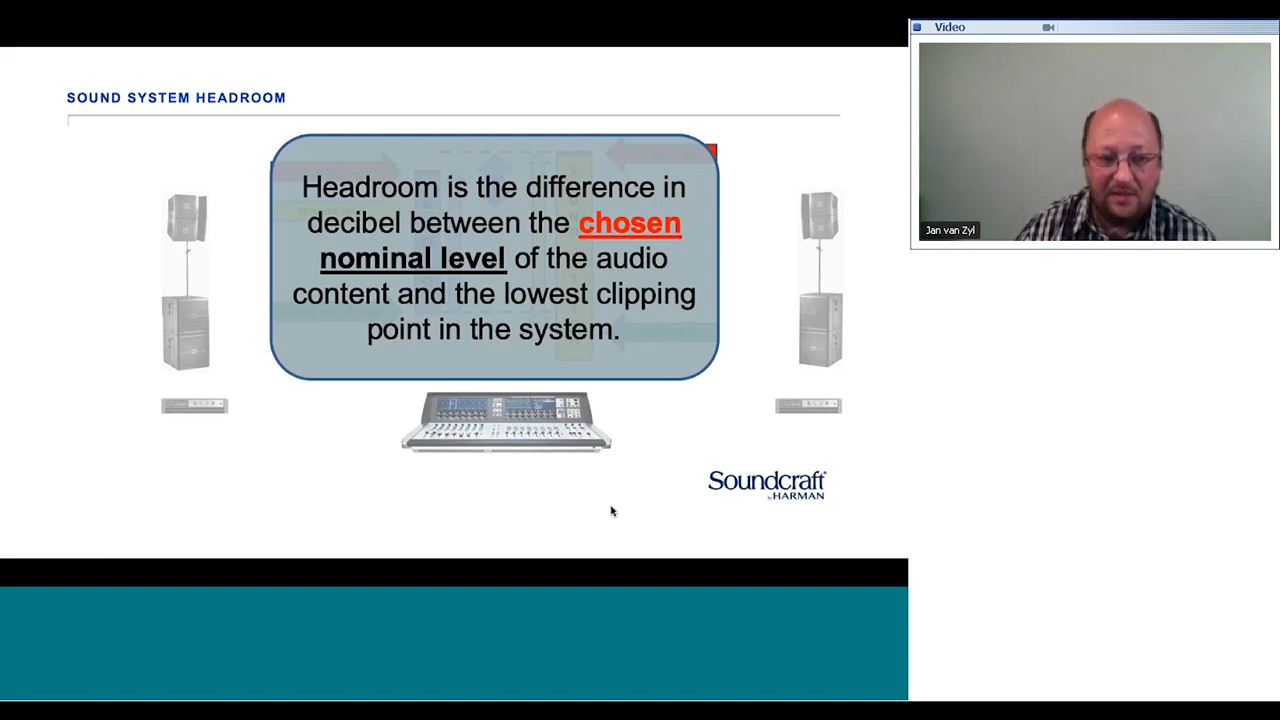 Video
SOUND SYSTEM HEADROOM
Headroom is the difference in
decibel between the chosen
nominal level of the audio
content and the lowest clipping
point in the system.
Jan van Zyl
Soundcraft
by HARMAN